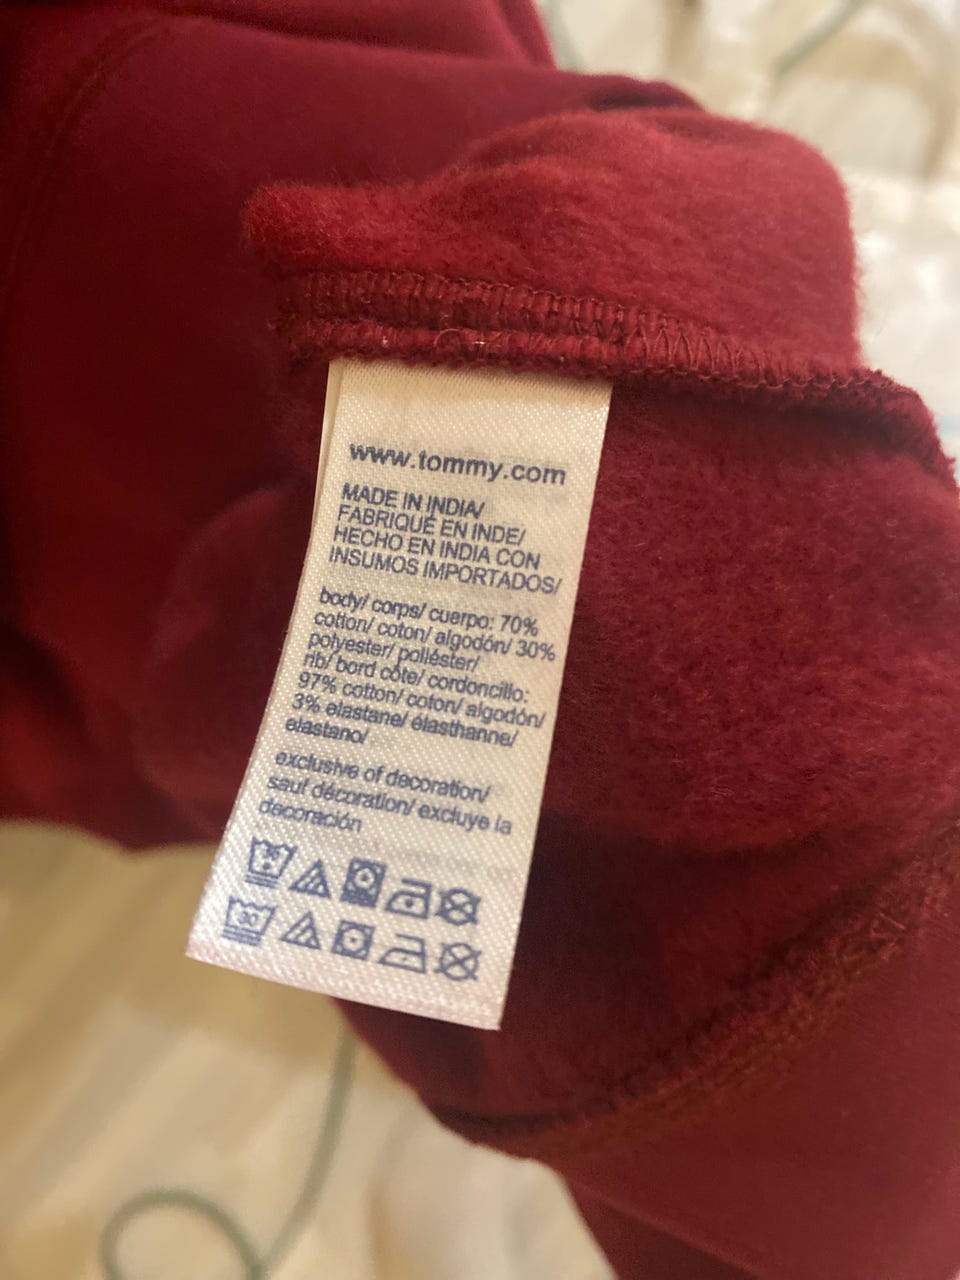 www.tommy.com
MADE IN INDIA/
FABRIQUÉ EN INDE/
HECHO EN INDIA CON
INSUMOS IMPORTADOS/
body/ corps/ cuerpo: 70%
cotton/ coton/ algodón/ 30%
polyester/ poliéster/
rib/ bord côte/ cordoncillo:
97% cotton/ coton/ algodón/
3% elastane/ élasthanne/
elastano/
exclusive of decoration/
sauf décoration/ excluye la
decoración
30